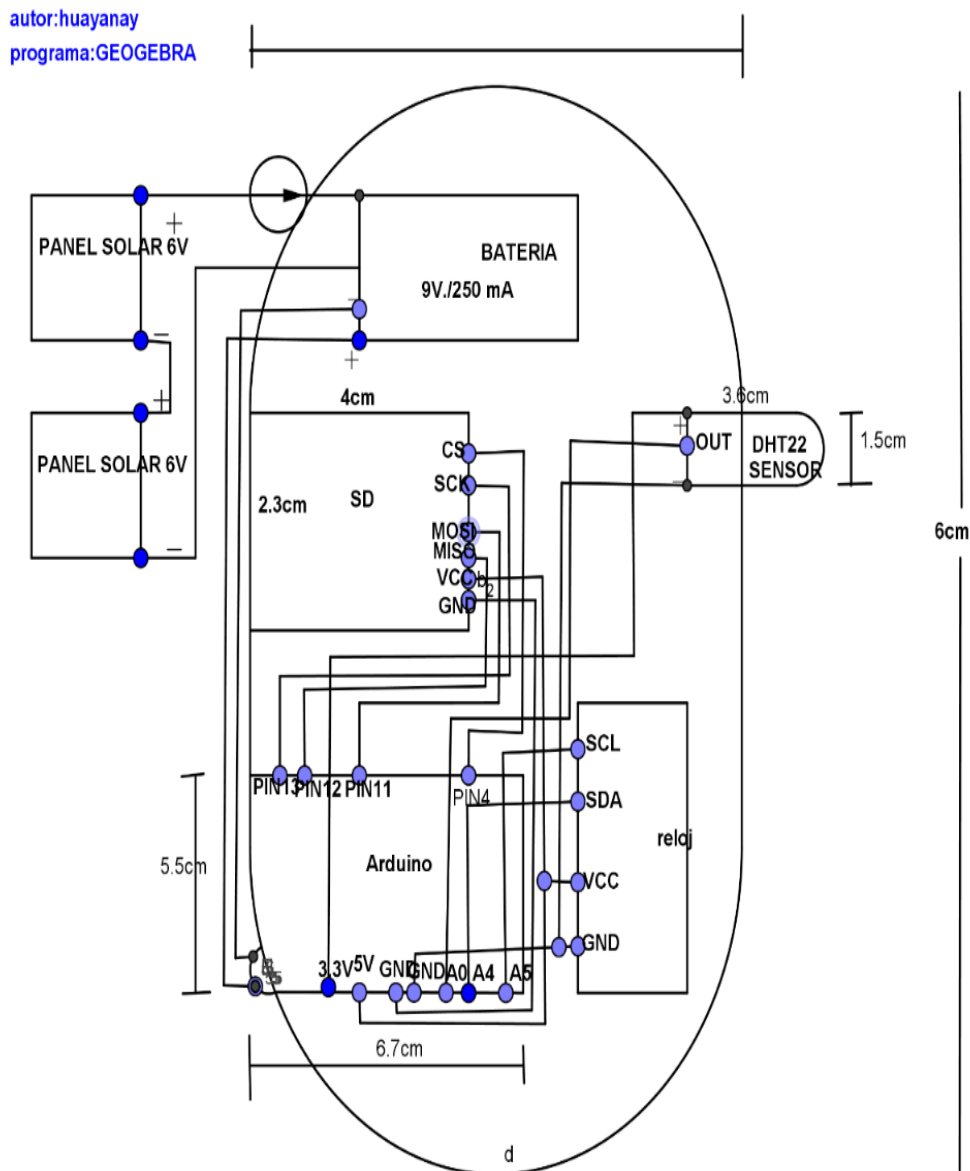 autor:huayanay
programa:GEOGEBRA
+
PANEL SOLAR 6V
BATERIA
9V./250 mA
−
−
+
4cm
3.6cm
+
+
OUT
DHT22
SENSOR
1.5cm
−
PANEL SOLAR 6V
CS
SCK
2.3cm
SD
MOSI
MISO
6cm
−
VCC
b2
GND
SCL
PIN13
PIN12
PIN11
PIN4
SDA
reloj
5.5cm
Arduino
VCC
GND
3.3V
5V
GND
GND
A0
A4
A5
6.7cm
d